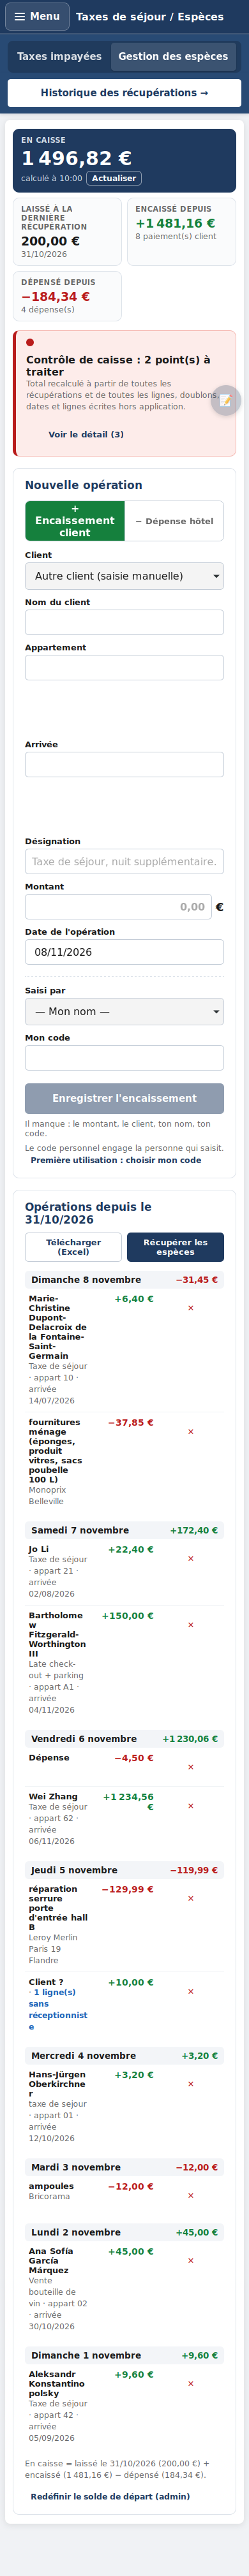 Menu
Taxes de séjour / Espèces
Taxes impayées
Gestion des espèces
Historique des récupérations →
EN CAISSE
1 496,82 €
calculé à 10:00
Actualiser
LAISSÉ À LA
DERNIÈRE
RÉCUPÉRATION
200,00 €
31/10/2026
ENCAISSÉ DEPUIS
+1 481,16 €
8 paiement(s) client
DÉPENSÉ DEPUIS
−184,34 €
4 dépense(s)
Contrôle de caisse : 2 point(s) à
traiter
Total recalculé à partir de toutes les
récupérations et de toutes les lignes, doublons,
dates et lignes écrites hors application.
Voir le détail (3)
Nouvelle opération
+
Encaissement
client
− Dépense hôtel
Client
Autre client (saisie manuelle)
Nom du client
Appartement
Arrivée
Désignation
Taxe de séjour, nuit supplémentaire.
Montant
0,00 €
Date de l'opération
08/11/2026
Saisi par
— Mon nom —
Mon code
Enregistrer l'encaissement
Il manque : le montant, le client, ton nom, ton
code.
Le code personnel engage la personne qui saisit.
Première utilisation : choisir mon code
Opérations depuis le
31/10/2026
Télécharger
(Excel)
Récupérer les
espèces
Dimanche 8 novembre −31,45 €
Marie-
Christine
Dupont-
Delacroix de
la Fontaine-
Saint-
Germain
+6,40 €
×
Taxe de séjour
· appart 10 ·
arrivée
14/07/2026
fournitures
ménage
(éponges,
produit
vitres, sacs
poubelle
100 L)
−37,85 €
×
Monoprix
Belleville
Samedi 7 novembre +172,40 €
Jo Li
+22,40 €
×
Taxe de séjour
· appart 21 ·
arrivée
02/08/2026
Bartholome
w
Fitzgerald-
Worthington
III
+150,00 €
×
Late check-
out + parking
· appart A1 ·
arrivée
04/11/2026
Vendredi 6 novembre +1 230,06 €
Dépense
−4,50 €
×
Wei Zhang
+1 234,56
€
×
Taxe de séjour
· appart 62 ·
arrivée
06/11/2026
Jeudi 5 novembre −119,99 €
réparation
serrure
porte
d'entrée hall
B
−129,99 €
×
Leroy Merlin
Paris 19
Flandre
Client ?
+10,00 €
×
· 1 ligne(s)
sans
réceptionnist
e
Mercredi 4 novembre +3,20 €
Hans-Jürgen
Oberkirchne
r
+3,20 €
×
taxe de sejour
· appart 01 ·
arrivée
12/10/2026
Mardi 3 novembre −12,00 €
ampoules
−12,00 €
×
Bricorama
Lundi 2 novembre +45,00 €
Ana Sofía
García
Márquez
+45,00 €
×
Vente
bouteille de
vin · appart 02
· arrivée
30/10/2026
Dimanche 1 novembre +9,60 €
Aleksandr
Konstantino
polsky
+9,60 €
×
Taxe de séjour
· appart 42 ·
arrivée
05/09/2026
En caisse = laissé le 31/10/2026 (200,00 €) +
encaissé (1 481,16 €) − dépensé (184,34 €).
Redéfinir le solde de départ (admin)